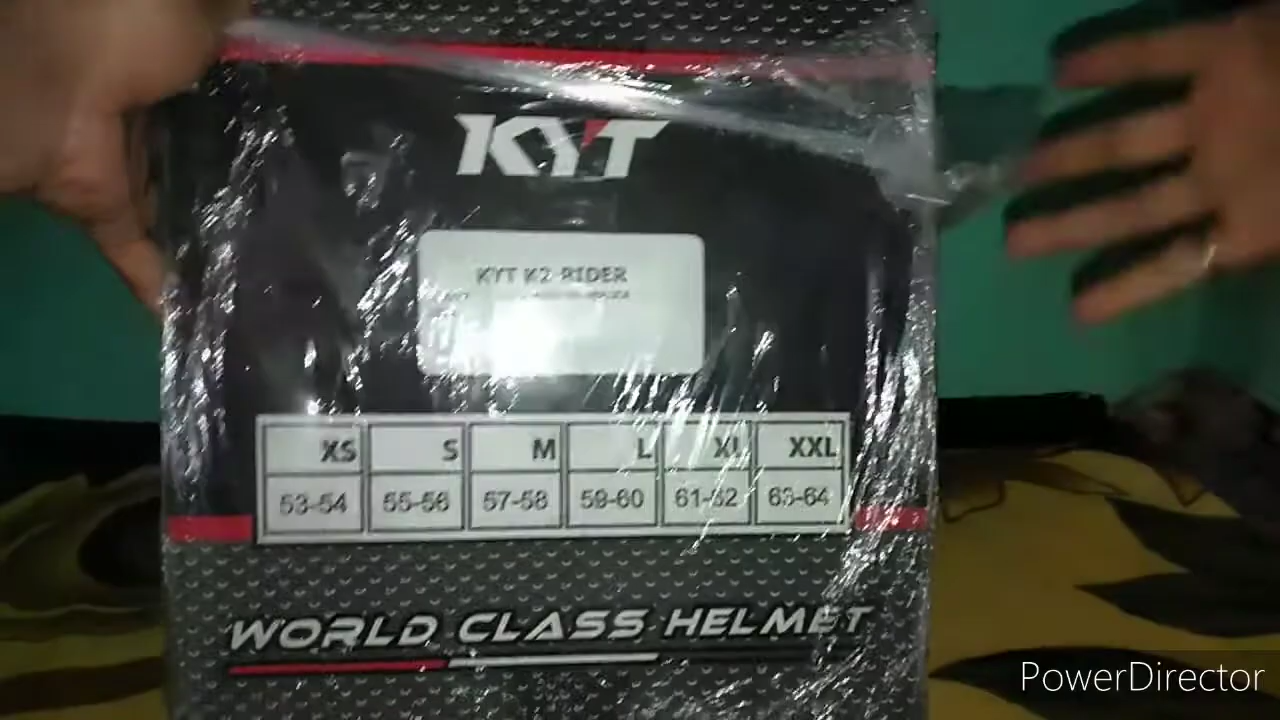 KYT
KYT K2-RIDER
XS S M L XL XXL
53-54 55-56 57-58 59-60 61-62 63-64
WORLD CLASS HELMET
PowerDirector